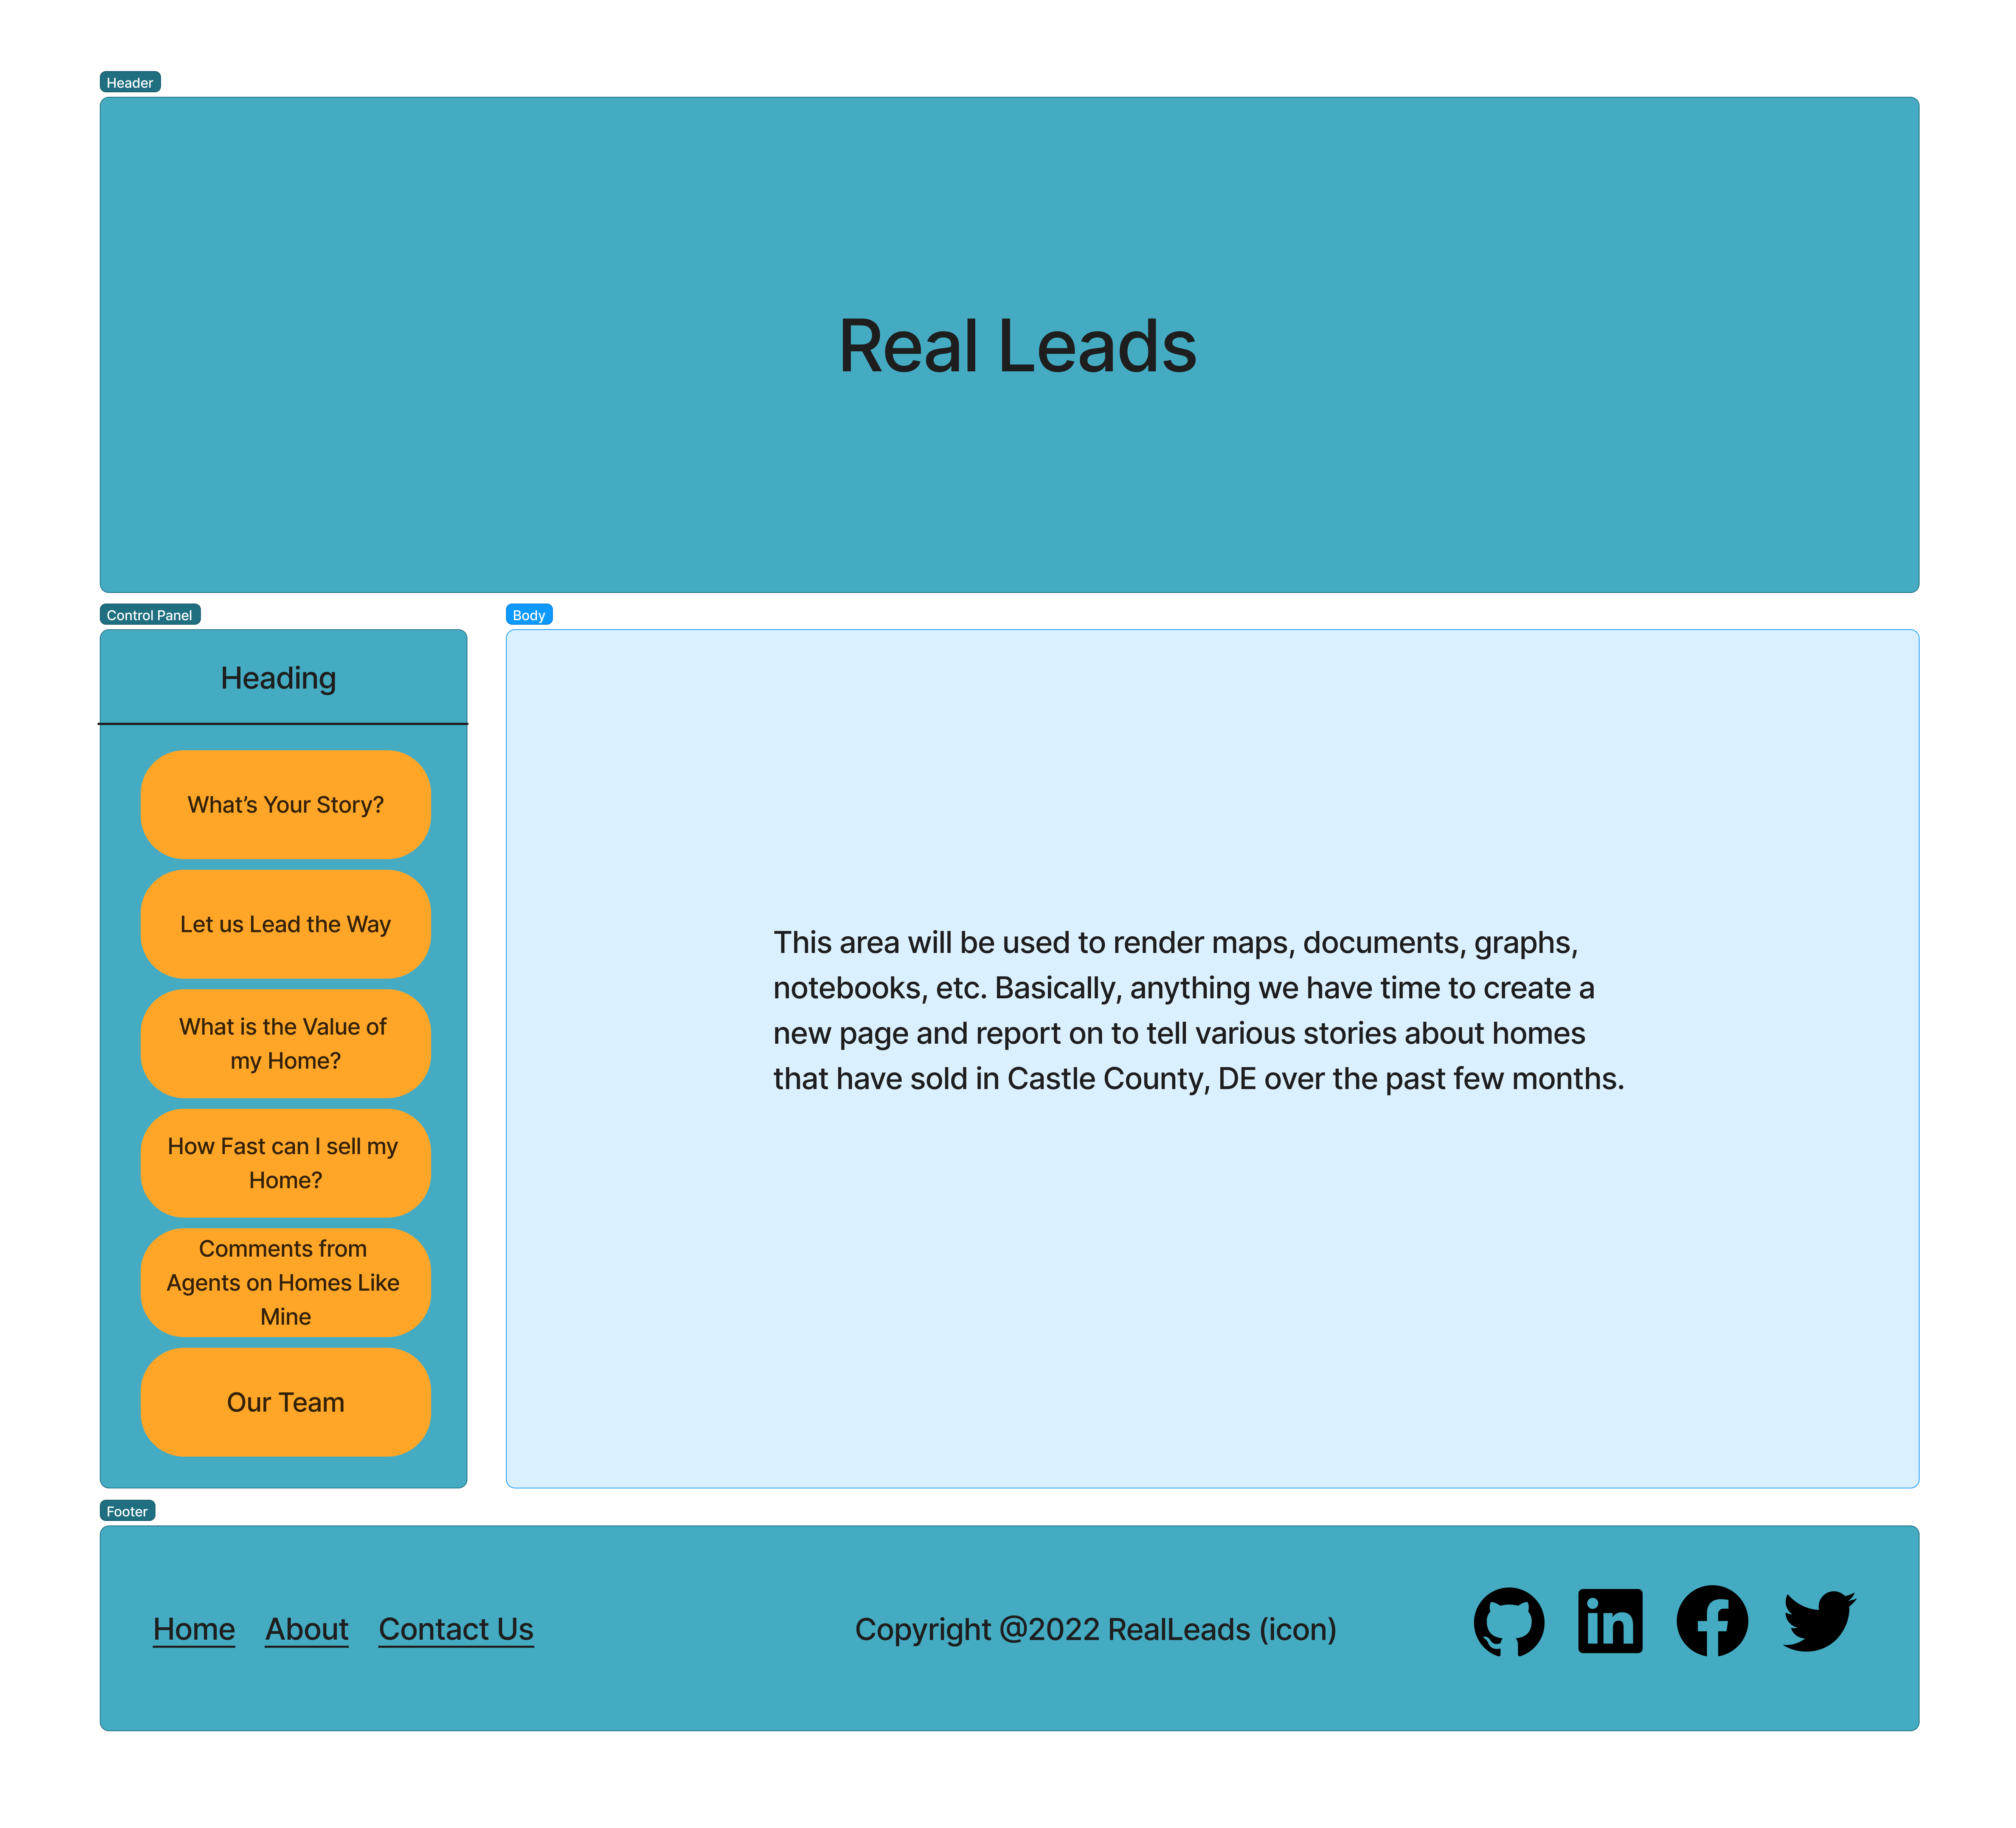 Header
Real Leads
Control Panel
Heading
What’s Your Story?
Let us Lead the Way
What is the Value of
my Home?
How Fast can I sell my
Home?
Comments from
Agents on Homes Like
Mine
Our Team
Body
This area will be used to render maps, documents, graphs,
notebooks, etc. Basically, anything we have time to create a
new page and report on to tell various stories about homes
that have sold in Castle County, DE over the past few months.
Footer
Home About Contact Us
Copyright @2022 RealLeads (icon)
in